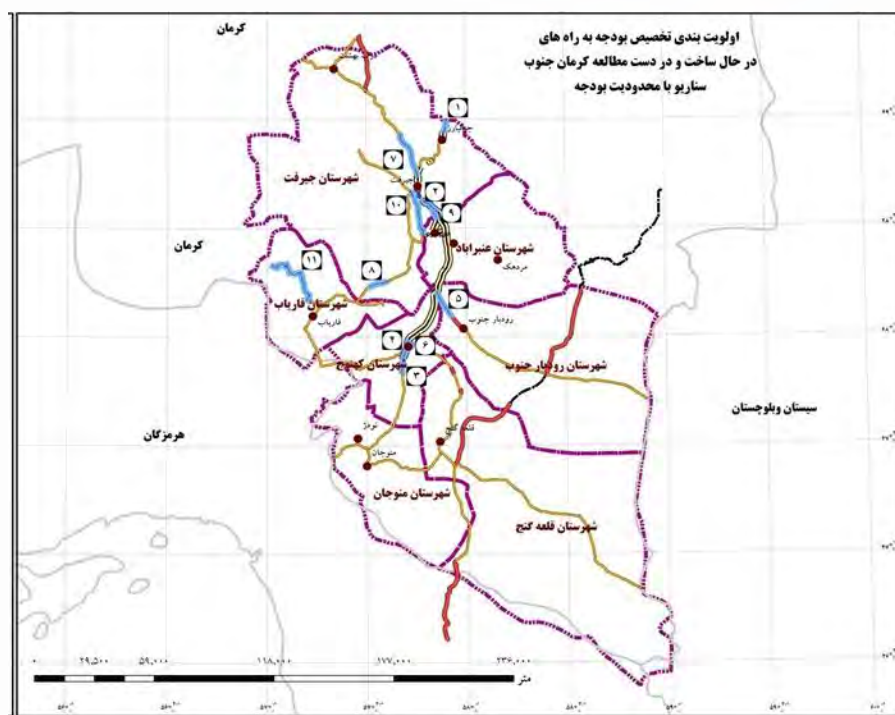 اولویت بندی تخصیص بودجه به راه های
در حال ساخت و در دست مطالعه کرمان جنوب
سناریو با محدودیت بودجه
کرمان
۱
۷
جیرفت
شهرستان جیرفت
۲
۹
۱۰
کرمان
شهرستان عنبرآباد
مردهک
۱۱
۸
۵
شهرستان فاریاب
فاریاب
رودبار جنوب
۶
شهرستان کهنوج
۳
شهرستان رودبار جنوب
سیستان وبلوچستان
هرمزگان
نودژ
قلعه گنج
منوجان
شهرستان منوجان
شهرستان قلعه گنج
۰ ۲۹,۵۰۰ ۵۹,۰۰۰ ۱۱۸,۰۰۰ ۱۷۷,۰۰۰ ۲۳۶,۰۰۰
متر